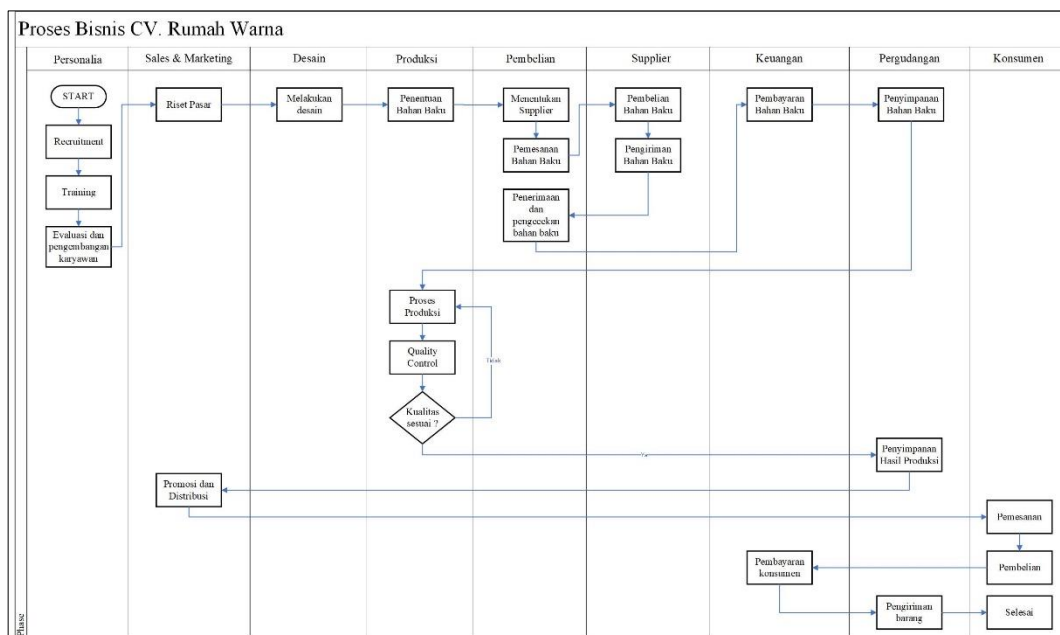 Proses Bisnis CV. Rumah Warna
Personalia
Sales & Marketing
Desain
Produksi
Pembelian
Supplier
Keuangan
Pergudangan
Konsumen
START
Recruitment
Training
Evaluasi dan
pengembangan
karyawan
Riset Pasar
Melakukan
desain
Penentuan
Bahan Baku
Menentukan
Supplier
Pemesanan
Bahan Baku
Pembelian
Bahan Baku
Pengiriman
Bahan Baku
Penerimaan
dan
pengecekan
bahan baku
Pembayaran
Bahan Baku
Penyimpanan
Bahan Baku
Proses
Produksi
Quality
Control
Kualitas
sesuai ?
Tidak
Ya
Penyimpanan
Hasil Produksi
Promosi dan
Distribusi
Pemesanan
Pembelian
Pembayaran
konsumen
Pengiriman
barang
Selesai
Phase